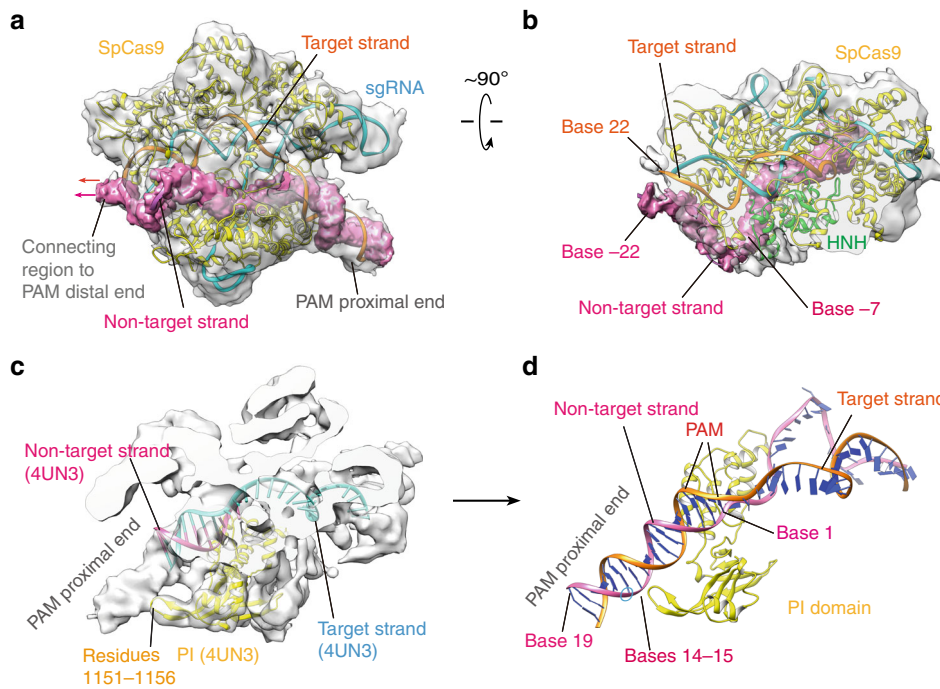 a
SpCas9
Target strand
sgRNA
Connecting
region to
PAM distal end
Non-target strand
PAM proximal end
~90°
b
SpCas9
Target strand
Base 22
Base –22
HNH
Non-target strand
Base –7
c
Non-target strand
(4UN3)
PAM proximal end
Residues
1151–1156
PI (4UN3)
Target strand
(4UN3)
d
Target strand
Non-target strand
PAM
Base 1
PAM proximal end
PI domain
Base 19
Bases 14–15